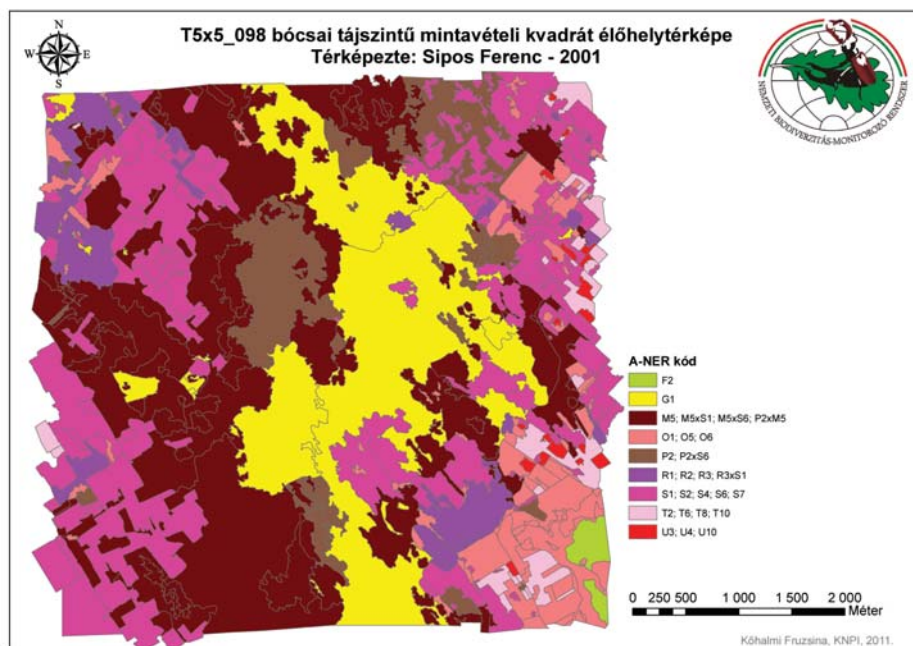 T5x5_098 bócsai tájszintű mintavételi kvadrát élőhelytérképe
Térképezte: Sipos Ferenc - 2001
N
W
E
S
NEMZETI BIODIVERZITÁS-MONITOROZÓ RENDSZER
A-NER kód
F2
G1
M5; M5xS1; M5xS6; P2xM5
O1; O5; O6
P2; P2xS6
R1; R2; R3; R3xS1
S1; S2; S4; S6; S7
T2; T6; T8; T10
U3; U4; U10
0 250 500 1 000 1 500 2 000
Méter
Kőhalmi Fruzsina, KNPI, 2011.